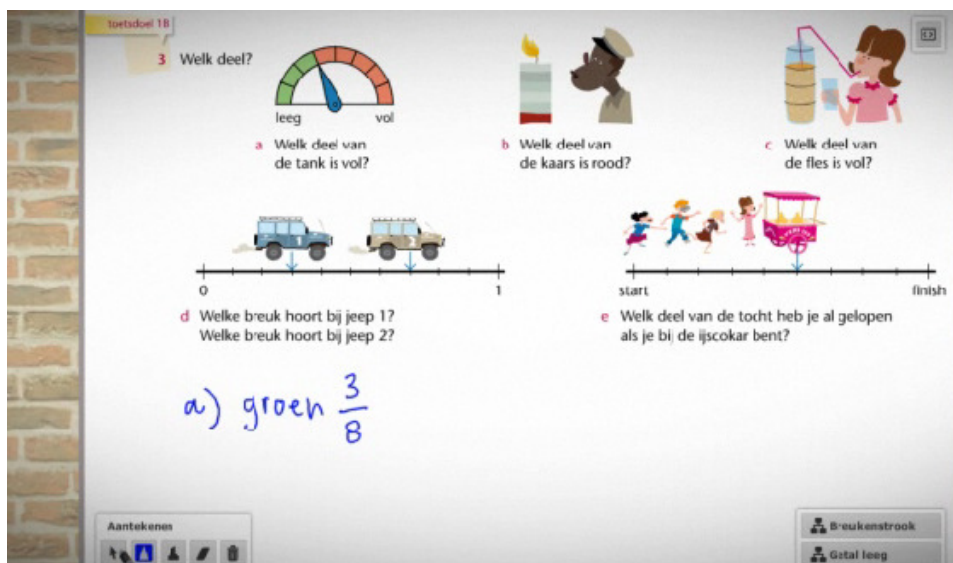 toetsdoel 1B
3 Welk deel?
leeg vol
a Welk deel van
de tank is vol?
b Welk deel van
de kaars is rood?
c Welk deel van
de fles is vol?
1 2
0 1
start finish
d Welke breuk hoort bij jeep 1?
Welke breuk hoort bij jeep 2?
e Welk deel van de tocht heb je al gelopen
als je bij de ijscokar bent?
a) groen 3/8
Aantekenen
Breukenstrook
Getal leeg